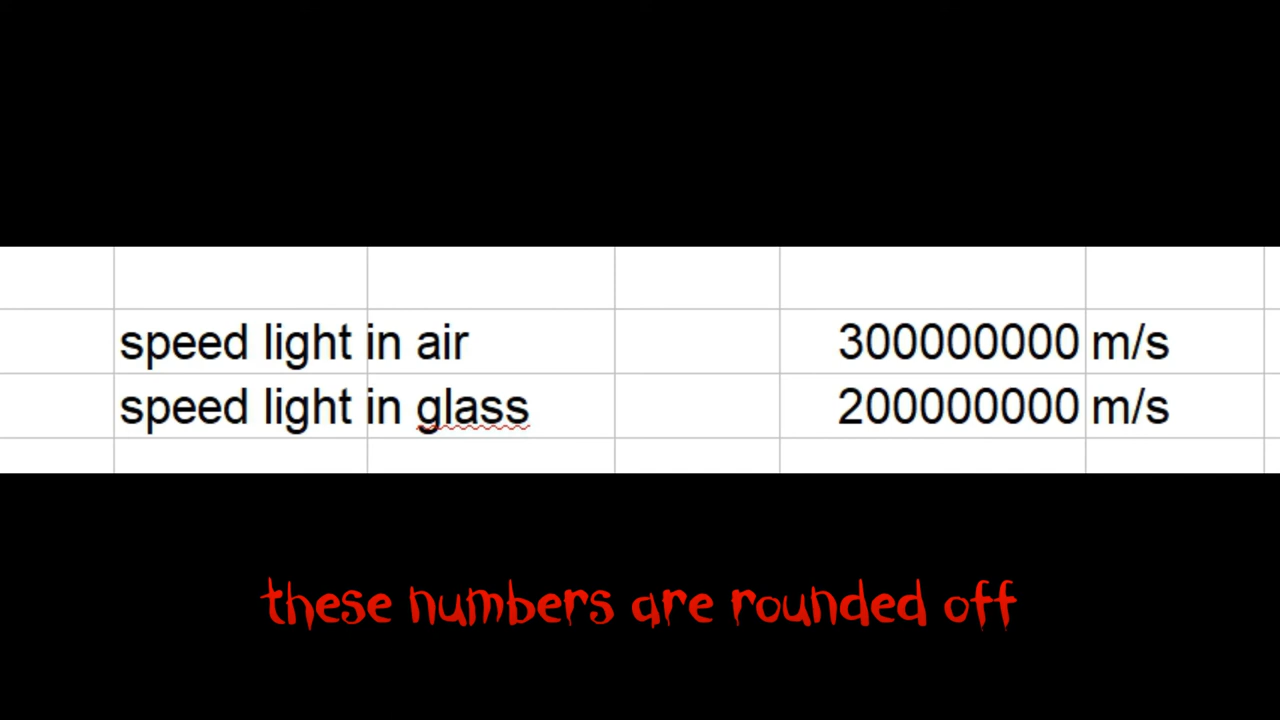 speed light in air 300000000 m/s
speed light in glass 200000000 m/s
these numbers are rounded off